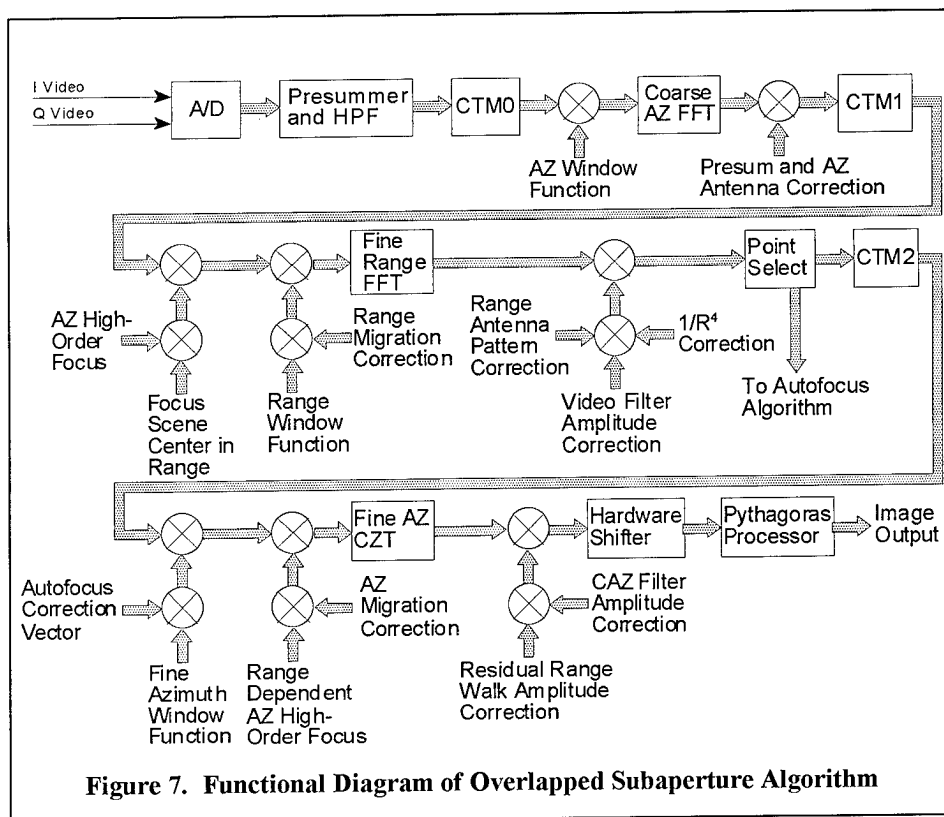 I Video
Q Video
A/D
Presummer
and HPF
CTM0
Coarse
AZ FFT
CTM1
AZ Window
Function
Presum and AZ
Antenna Correction
Fine
Range
FFT
Point
Select
CTM2
AZ High-
Order
Focus
Range
Migration
Correction
Range
Antenna
Pattern
Correction
1/R⁴
Correction
Focus
Scene
Center in
Range
Range
Window
Function
Video Filter
Amplitude
Correction
To Autofocus
Algorithm
Fine AZ
CZT
Hardware
Shifter
Pythagoras
Processor
Image
Output
Autofocus
Correction
Vector
AZ
Migration
Correction
CAZ Filter
Amplitude
Correction
Fine
Azimuth
Window
Function
Range
Dependent
AZ High-
Order Focus
Residual Range
Walk Amplitude
Correction
Figure 7. Functional Diagram of Overlapped Subaperture Algorithm